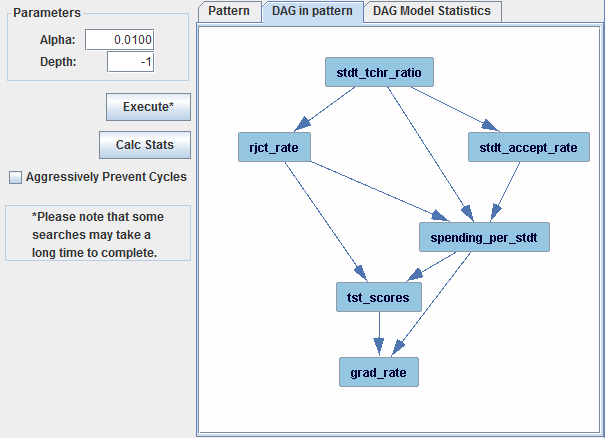 Parameters
Alpha: 0.0100
Depth: -1
Execute*
Calc Stats
Aggressively Prevent Cycles
*Please note that some
searches may take a
long time to complete.
Pattern DAG in pattern DAG Model Statistics
stdt_tchr_ratio
rjct_rate stdt_accept_rate
spending_per_stdt
tst_scores
grad_rate